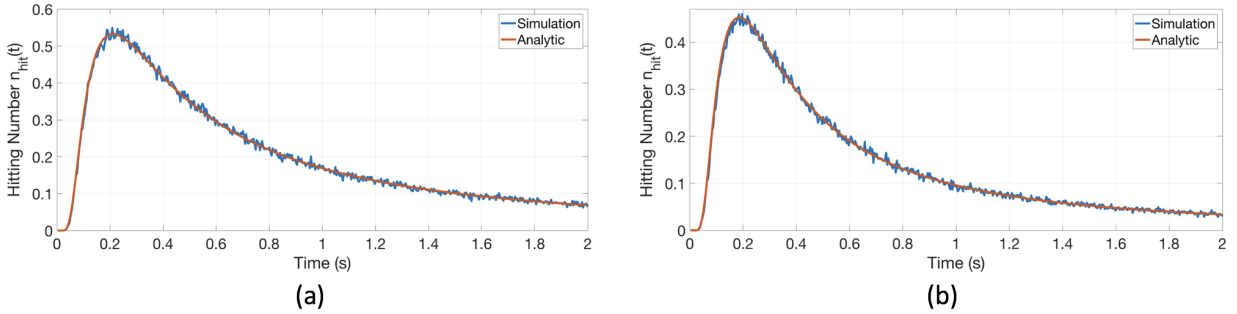 Hitting Number n_hit(t)
0.6
0.5
0.4
0.3
0.2
0.1
0
Simulation
Analytic
0 0.2 0.4 0.6 0.8 1 1.2 1.4 1.6 1.8 2
Time (s)
(a)
Hitting Number n_hit(t)
0.4
0.3
0.2
0.1
0
Simulation
Analytic
0 0.2 0.4 0.6 0.8 1 1.2 1.4 1.6 1.8 2
Time (s)
(b)